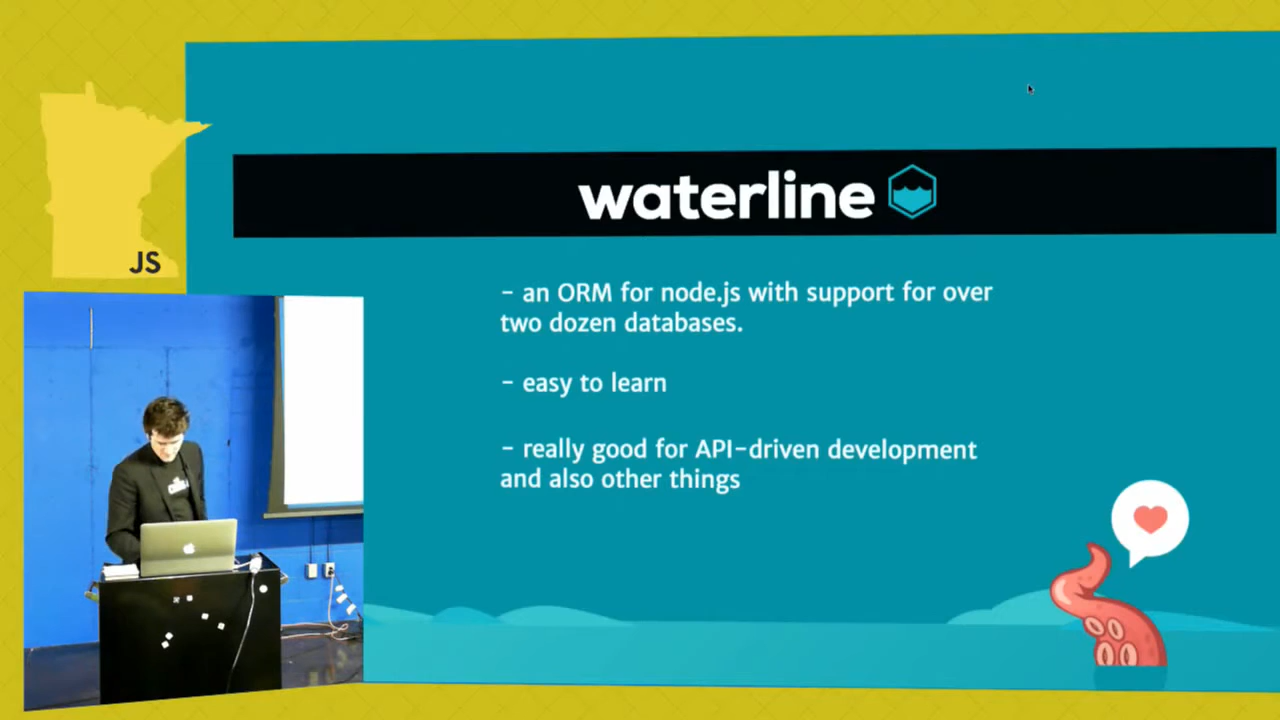 JS
waterline
- an ORM for node.js with support for over
two dozen databases.
- easy to learn
- really good for API-driven development
and also other things